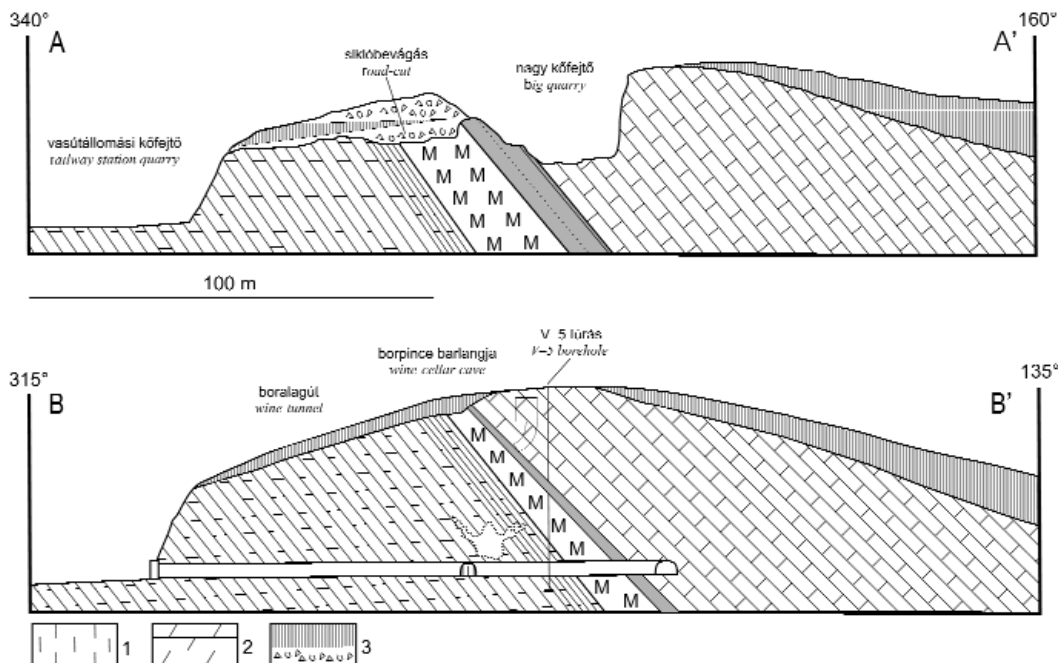 340°
160°
A
A’
siklóbevágás
road-cut
nagy kőfejtő
big quarry
vasútállomási kőfejtő
railway station quarry
M M
M
M M
M M
M M
M M
M M
100 m
V 5 fúrás
V–5 borehole
borpince barlangja
wine cellar cave
315°
135°
B
B’
boralagút
wine tunnel
M
M
M
M
M
M
M
M
M
1
2
3